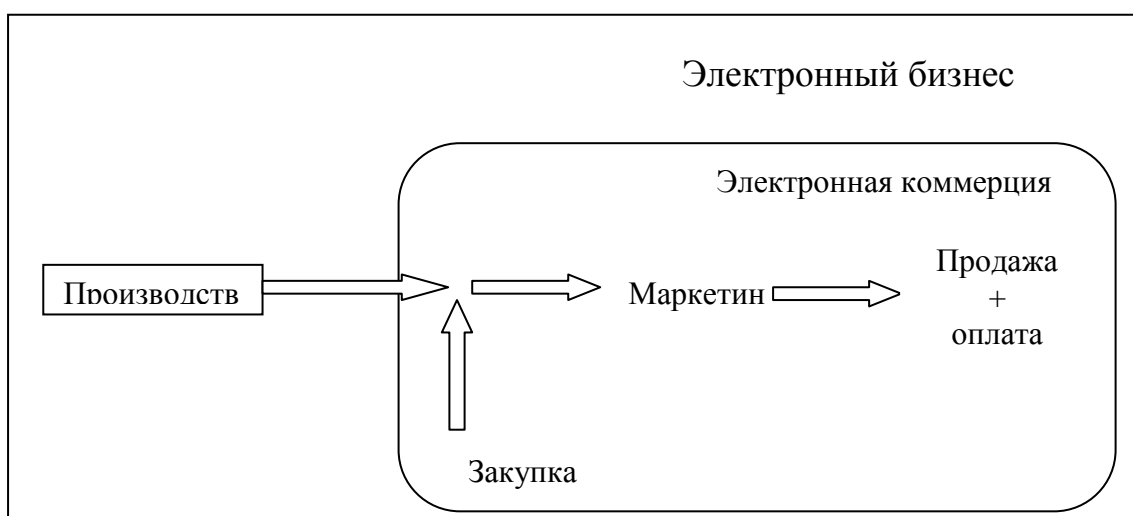 Электронный бизнес
Электронная коммерция
Производств
Маркетин
Продажа
+
оплата
Закупка